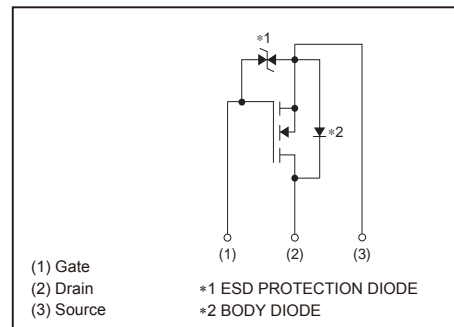 ∗1
∗2
(1) (2) (3)
(1) Gate
(2) Drain
(3) Source
∗1 ESD PROTECTION DIODE
∗2 BODY DIODE